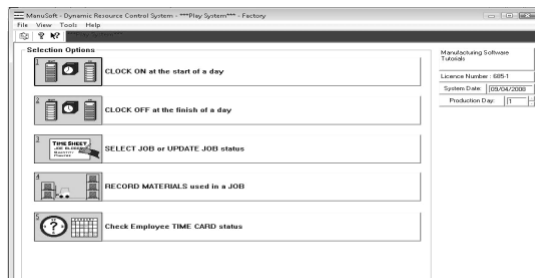 ManuSoft - Dynamic Resource Control System - ***Play System*** - Factory
File View Tools Help
Selection Options
1
CLOCK ON at the start of a day
2
CLOCK OFF at the finish of a day
3
TIME SHEET
SELECT JOB or UPDATE JOB status
4
RECORD MATERIALS used in a JOB
5
Check Employee TIME CARD status
Manufacturing Software
Tutorials
Licence Number : 685-1
System Date: 09/04/2008
Production Day: 1